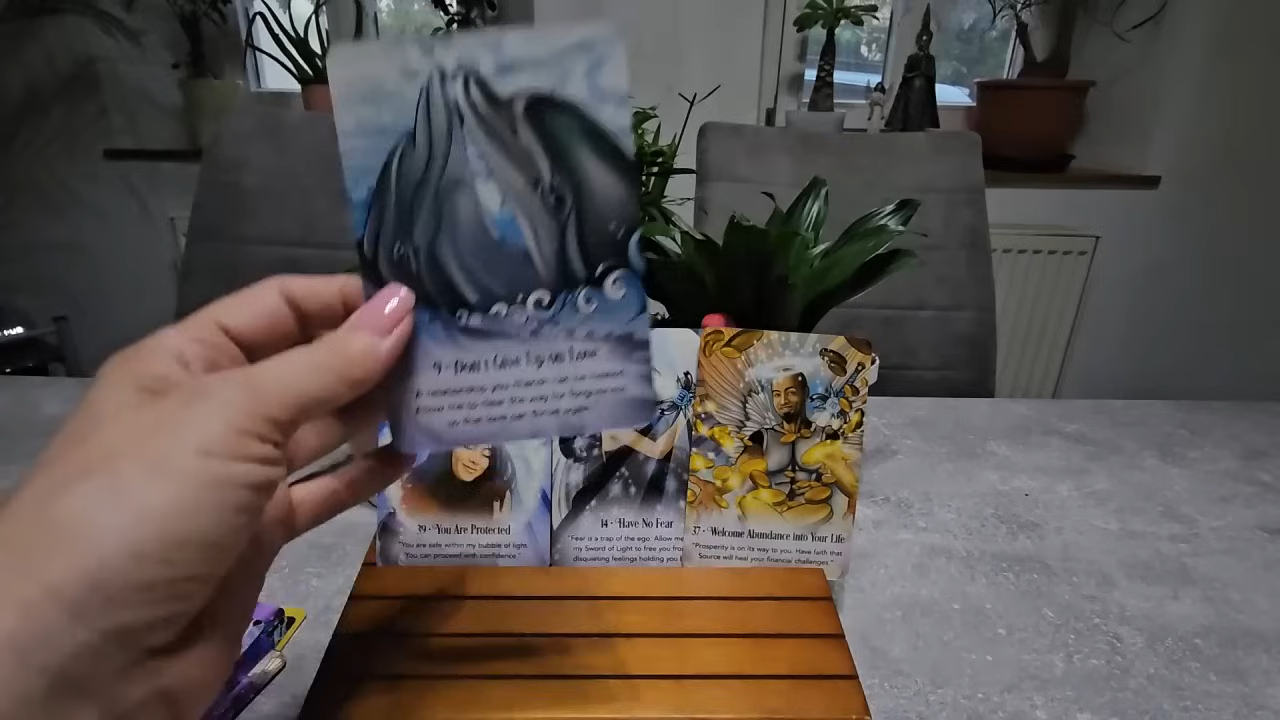 9 · Don't Give Up on Love
39 · You Are Protected
"You are safe within my bubble of light.
You can proceed with confidence."
14 · Have No Fear
"Fear is a trap of the ego. Allow me
my Sword of Light to free you fro
disquieting feelings holding you
37 · Welcome Abundance into Your Life
"Prosperity is on its way to you. Have faith that
Source will heal your financial challenges."